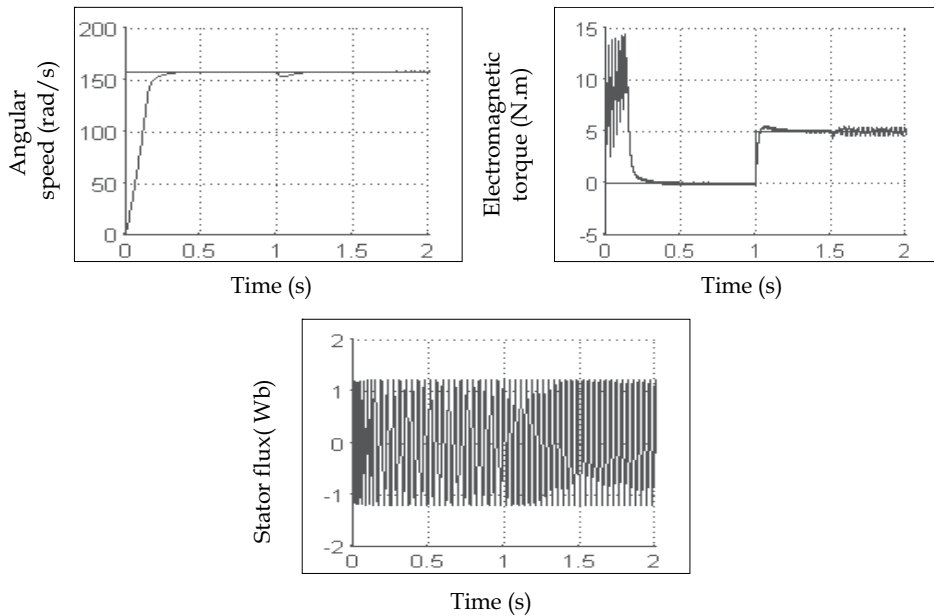 200
150
100
50
0
0 0.5 1 1.5 2
Angular
speed (rad/s)
Time (s)
15
10
5
0
-5
0 0.5 1 1.5 2
Electromagnetic
torque (N.m)
Time (s)
2
1
0
-1
-2
0 0.5 1 1.5 2
Stator flux( Wb)
Time (s)